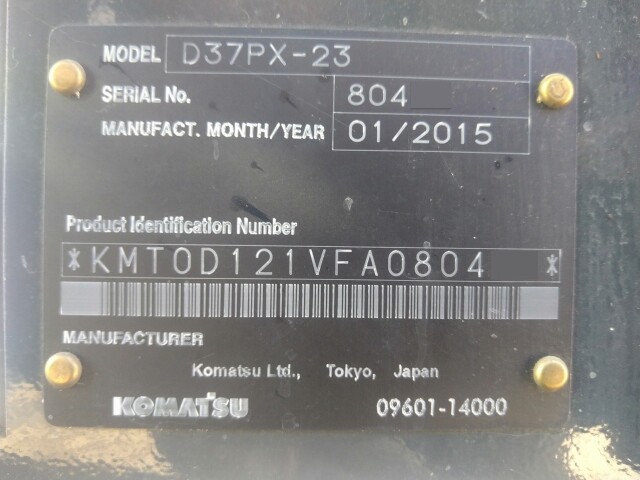 MODEL D37PX-23
SERIAL No. 804
MANUFACT. MONTH/YEAR 01/2015
Product Identification Number
*KMT0D121VFA0804 *
MANUFACTURER
Komatsu Ltd., Tokyo, Japan
KOMATSU 09601-14000